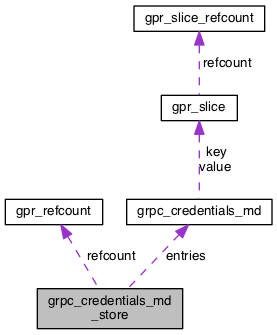 gpr_slice_refcount
refcount
gpr_slice
key
value
gpr_refcount
grpc_credentials_md
refcount
entries
grpc_credentials_md
_store